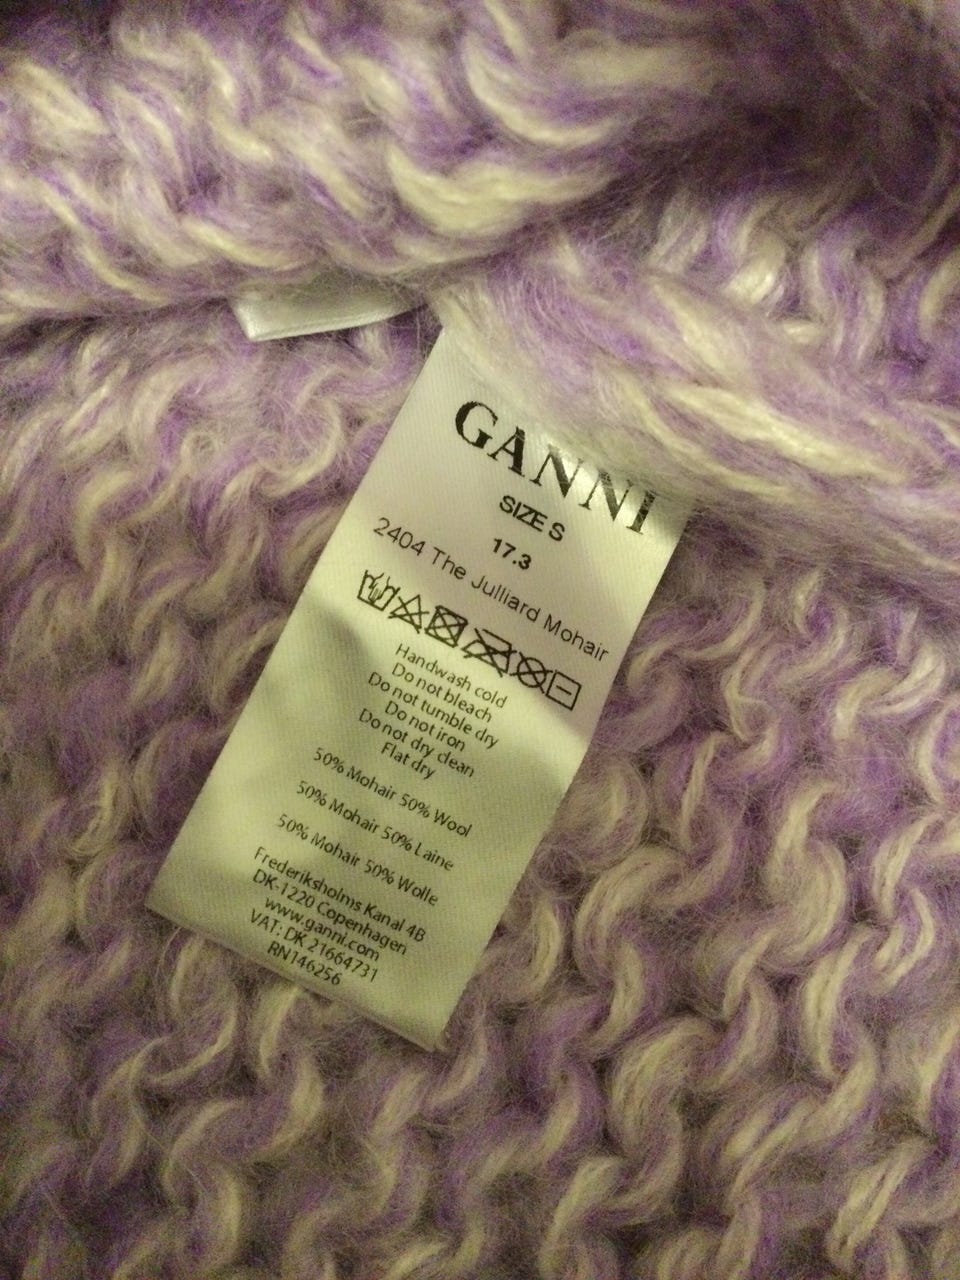 GANNI
SIZE S
17.3
2404 The Julliard Mohair
Handwash cold
Do not bleach
Do not tumble dry
Do not iron
Do not dry clean
Flat dry
50% Mohair 50% Wool
50% Mohair 50% Laine
50% Mohair 50% Wolle
Frederiksholms Kanal 4B
DK-1220 Copenhagen
www.ganni.com
VAT: DK 21664731
RN146256